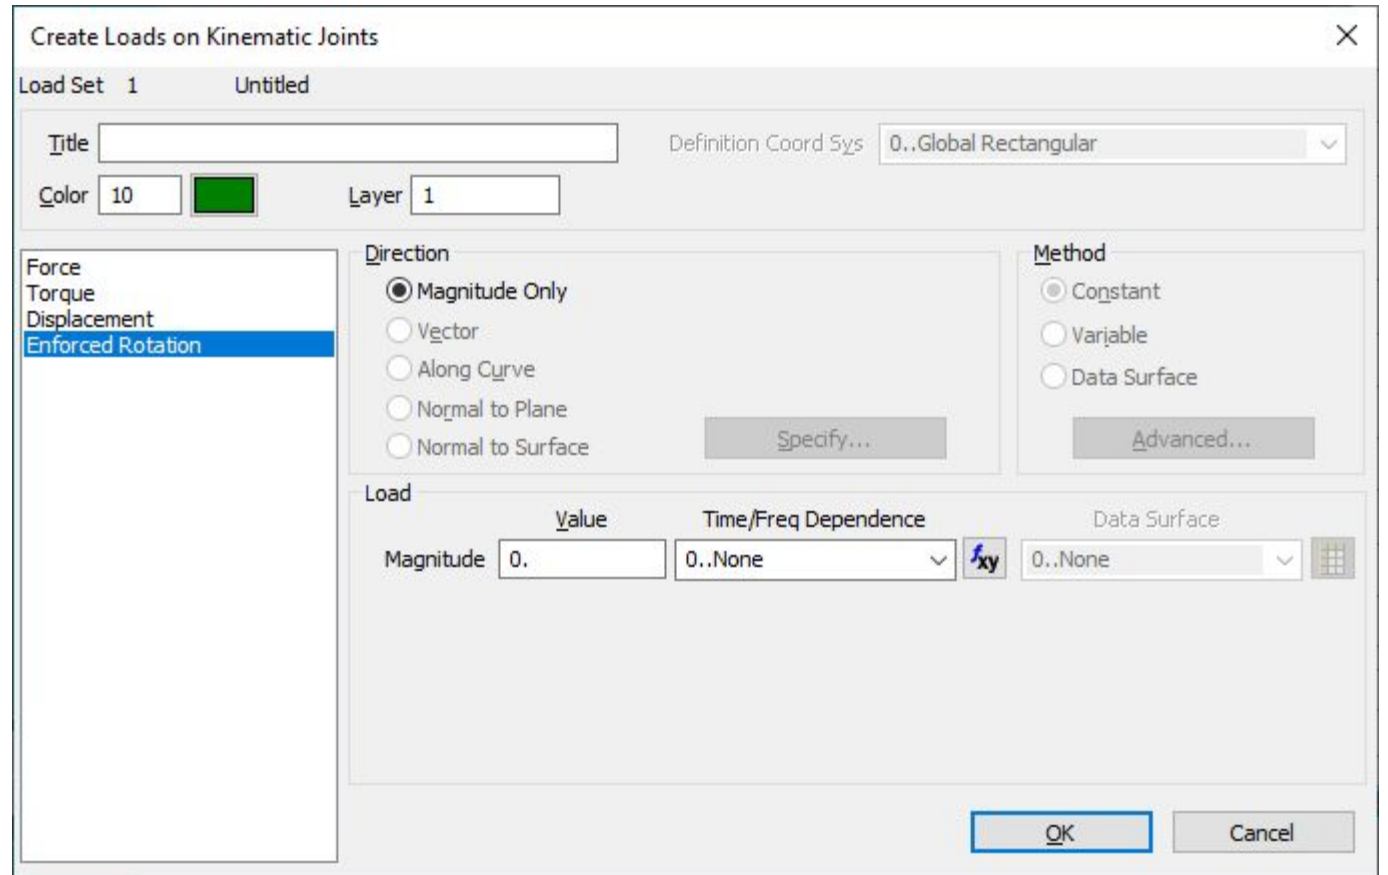 Create Loads on Kinematic Joints
Load Set 1 Untitled
Title Definition Coord Sys 0..Global Rectangular
Color 10 Layer 1
Force
Torque
Displacement
Enforced Rotation
Direction
Magnitude Only
Vector
Along Curve
Normal to Plane
Normal to Surface
Specify...
Method
Constant
Variable
Data Surface
Advanced...
Load
Value Time/Freq Dependence Data Surface
Magnitude 0. 0..None fxy 0..None
OK Cancel